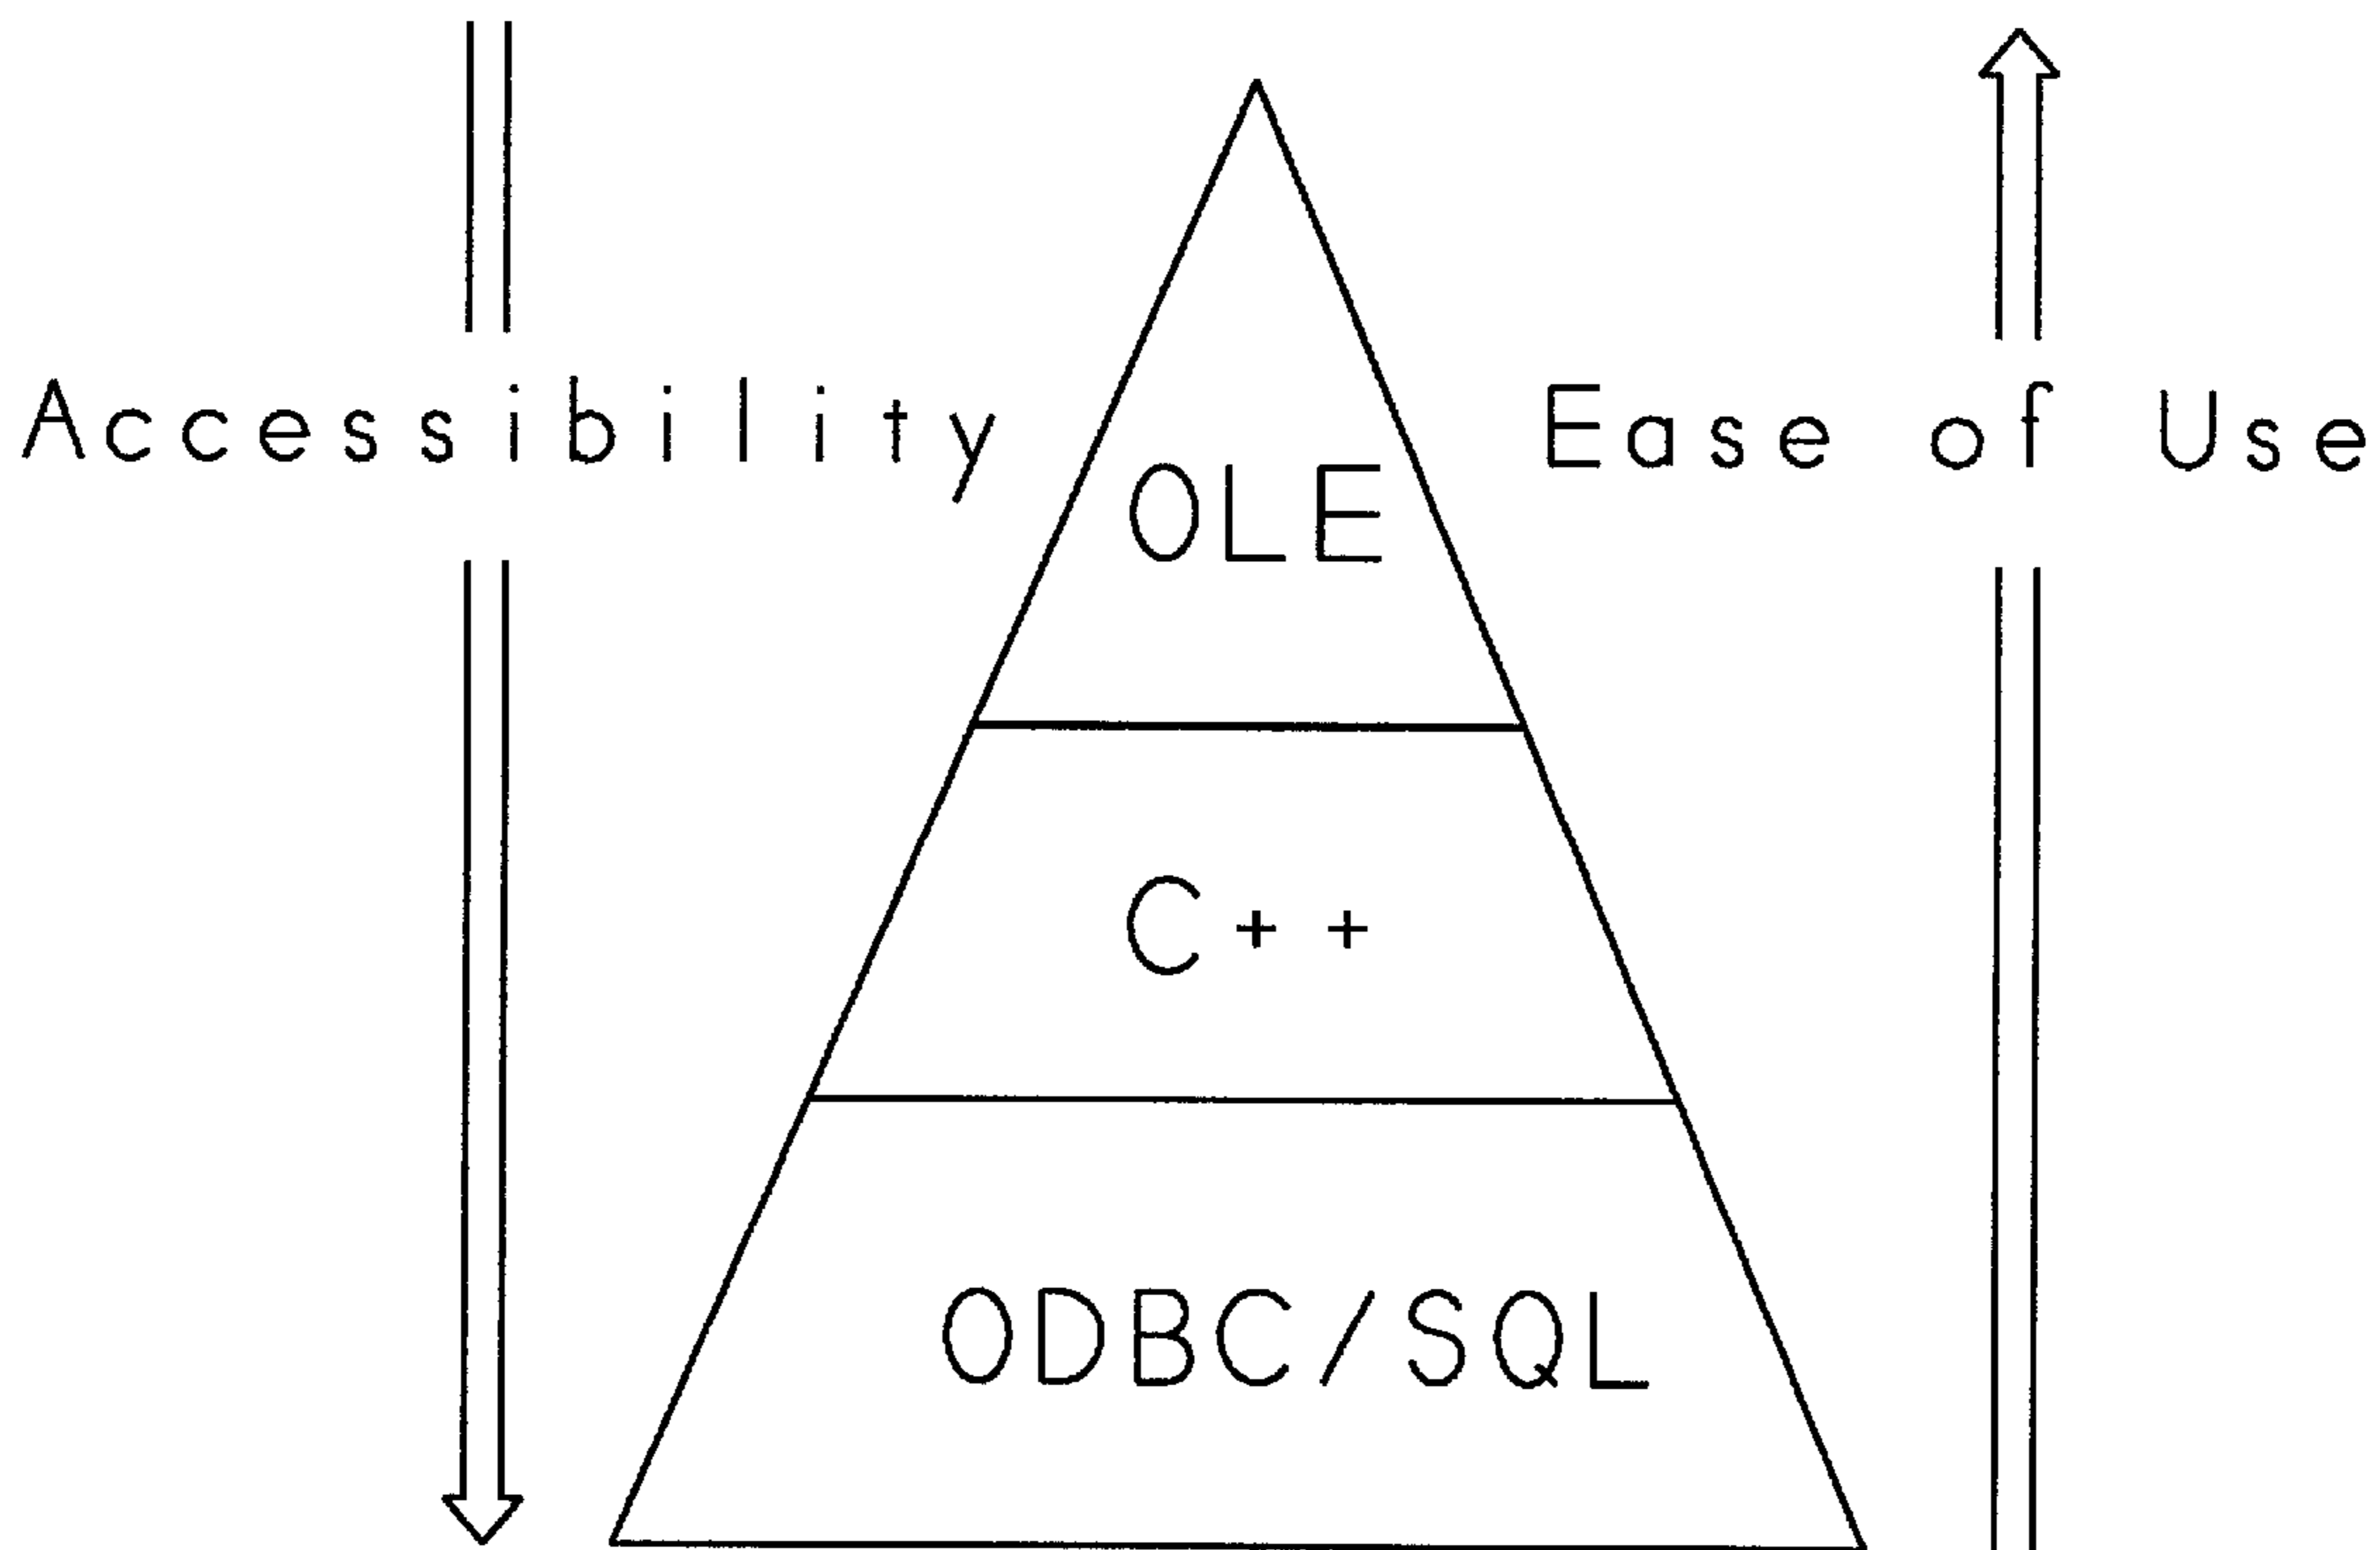 Accessibility
Ease of Use
OLE
C++
ODBC/SQL